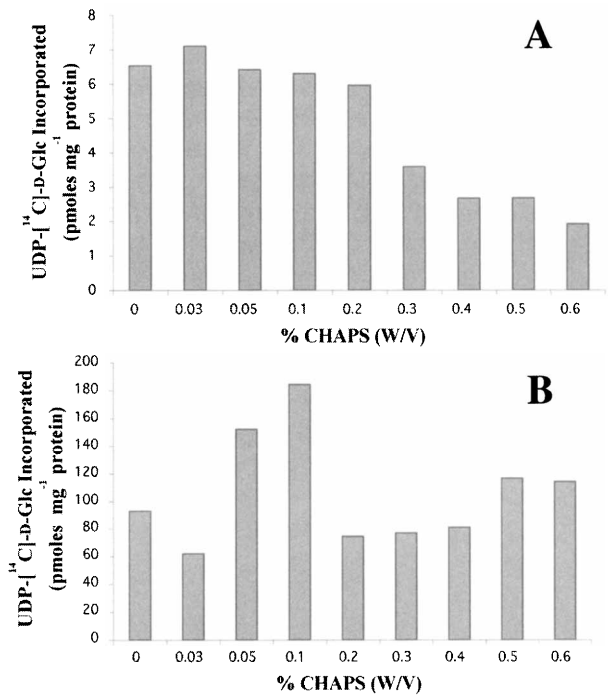 A
8
7
6
5
4
3
2
1
0
UDP-[¹⁴C]-D-Glc Incorporated
(pmoles mg⁻¹ protein)
0 0.03 0.05 0.1 0.2 0.3 0.4 0.5 0.6
% CHAPS (W/V)
B
200
180
160
140
120
100
80
60
40
20
0
UDP-[¹⁴C]-D-Glc Incorporated
(pmoles mg⁻¹ protein)
0 0.03 0.05 0.1 0.2 0.3 0.4 0.5 0.6
% CHAPS (W/V)